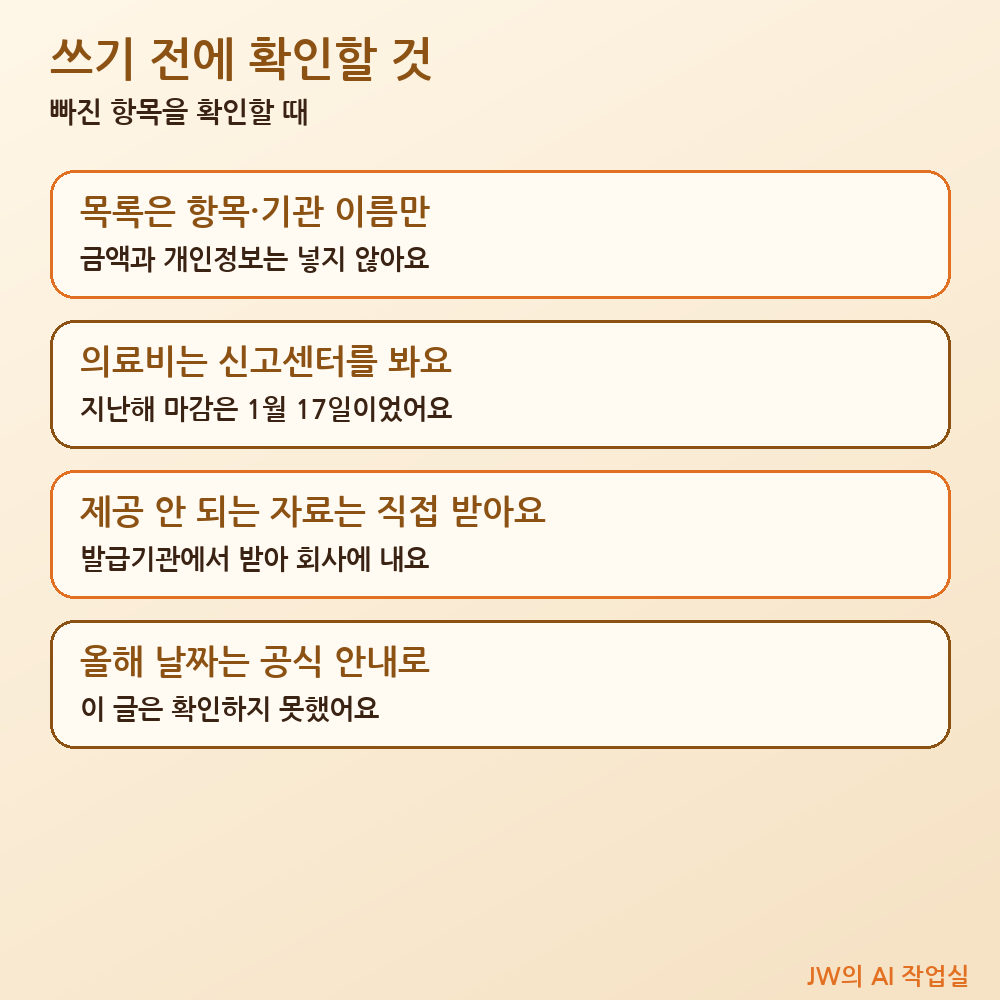 쓰기 전에 확인할 것
빠진 항목을 확인할 때
목록은 항목·기관 이름만
금액과 개인정보는 넣지 않아요
의료비는 신고센터를 봐요
지난해 마감은 1월 17일이었어요
제공 안 되는 자료는 직접 받아요
발급기관에서 받아 회사에 내요
올해 날짜는 공식 안내로
이 글은 확인하지 못했어요
JW의 AI 작업실